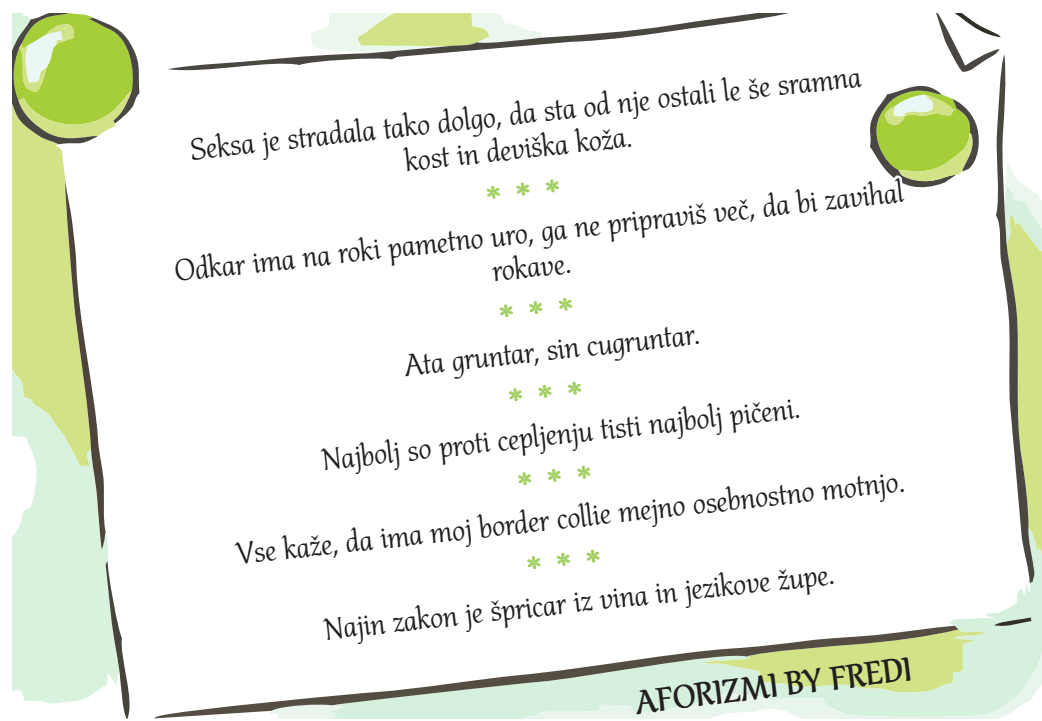 Seksa je stradala tako dolgo, da sta od nje ostali le še sramna
kost in deviška koža.
* * *
Odkar ima na roki pametno uro, ga ne pripraviš več, da bi zavihal
rokave.
* * *
Ata gruntar, sin cugruntar.
* * *
Najbolj so proti cepljenju tisti najbolj pičeni.
* * *
Vse kaže, da ima moj border collie mejno osebnostno motnjo.
* * *
Najin zakon je špricar iz vina in jezikove župe.
AFORIZMI BY FREDI